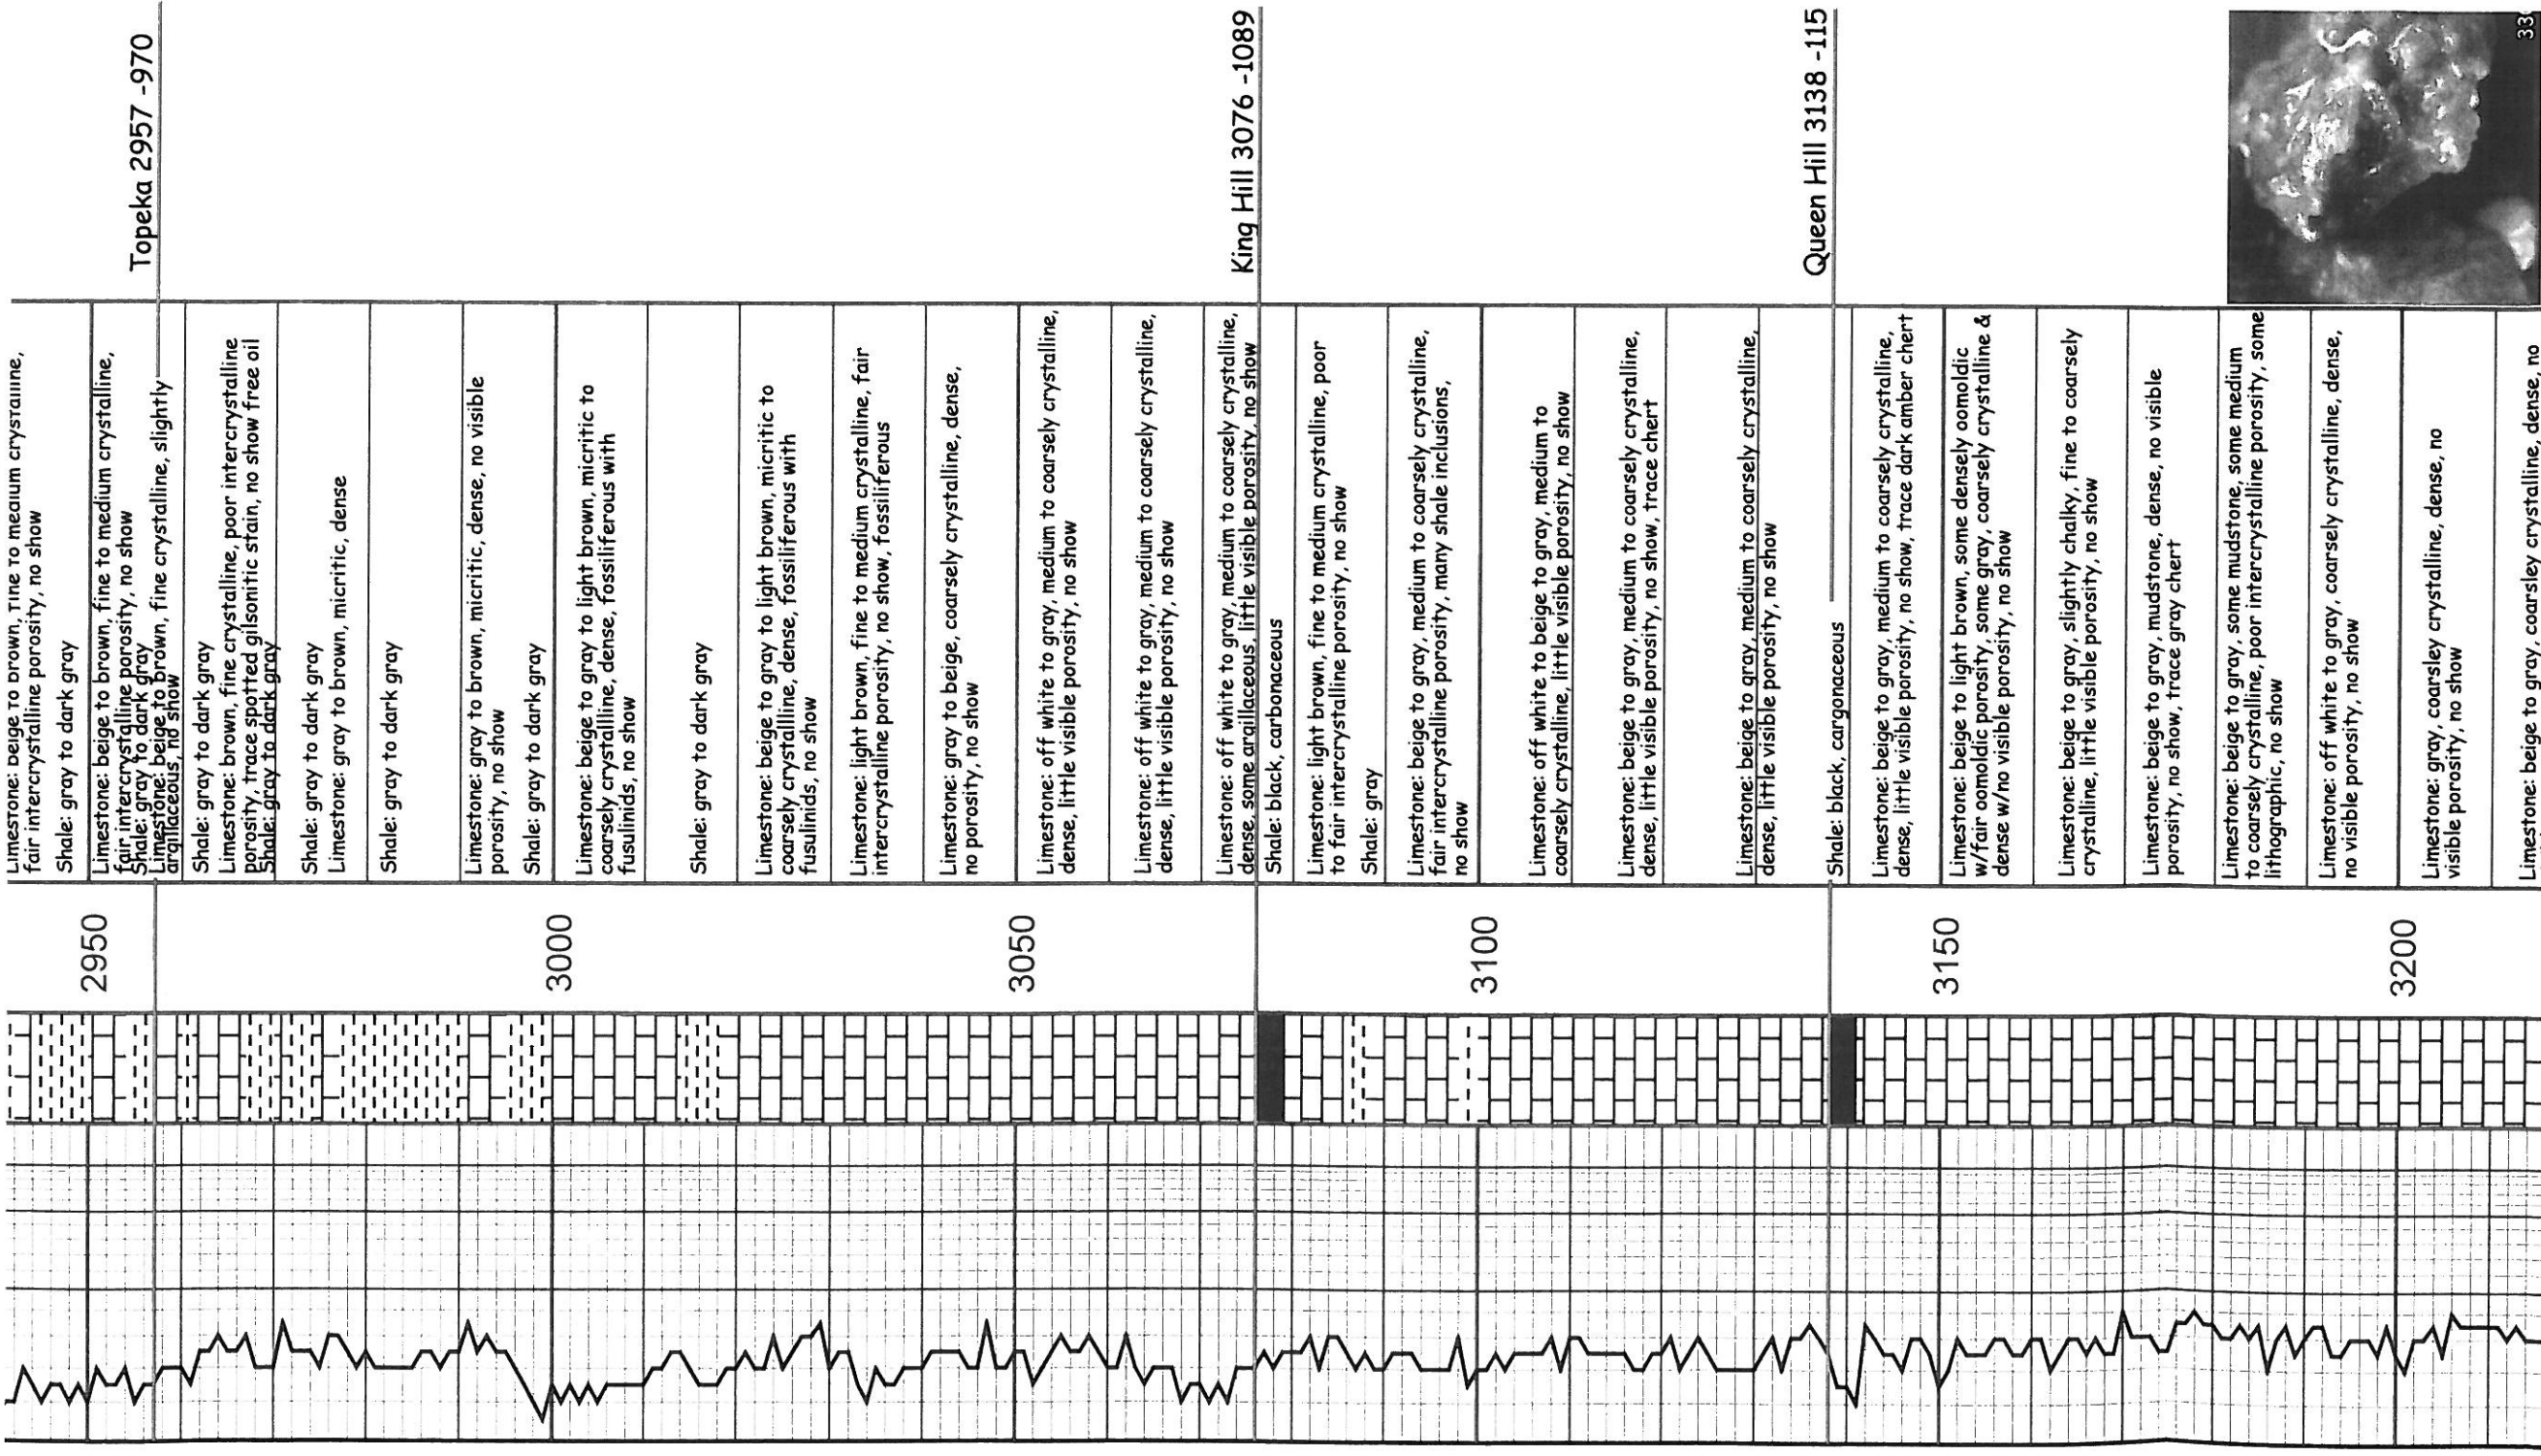 Topeka 2957 -970
King Hill 3076 -1089
Queen Hill 3138 -115
33
Limestone: beige to brown, fine to medium crystalline,
fair intercrystalline porosity, no show
Shale: gray to dark gray
Limestone: beige to brown, fine to medium crystalline,
fair intercrystalline porosity, no show
Shale: gray to dark gray
Limestone: beige to brown, fine crystalline, slightly
argillaceous, no show
Shale: gray to dark gray
Limestone: brown, fine crystalline, poor intercrystalline
porosity, trace spotted gilsonitic stain, no show free oil
Shale: gray to dark gray
Shale: gray to dark gray
Limestone: gray to brown, micritic, dense
Shale: gray to dark gray
Limestone: gray to brown, micritic, dense, no visible
porosity, no show
Shale: gray to dark gray
Limestone: beige to gray to light brown, micritic to
coarsely crystallline, dense, fossiliferous with
fusulinids, no show
Shale: gray to dark gray
Limestone: beige to gray to light brown, micritic to
coarsely crystallline, dense, fossiliferous with
fusulinids, no show
Limestone: light brown, fine to medium crystalline, fair
intercrystalline porosity, no show, fossiliferous
Limestone: gray to beige, coarsely crystalline, dense,
no porosity, no show
Limestone: off white to gray, medium to coarsely crystalline,
dense, little visible porosity, no show
Limestone: off white to gray, medium to coarsely crystalline,
dense, little visible porosity, no show
Limestone: off white to gray, medium to coarsely crystalline,
dense, some argillaceous, little visible porosity, no show
Shale: black, carbonaceous
Limestone: light brown, fine to medium crystalline, poor
to fair intercrystalline porosity, no show
Shale: gray
Limestone: beige to gray, medium to coarsely crystalline,
fair intercrystalline porosity, many shale inclusions,
no show
Limestone: off white to beige to gray, medium to
coarsely crystalline, little visible porosity, no show
Limestone: beige to gray, medium to coarsely crystalline,
dense, little visible porosity, no show, trace chert
Limestone: beige to gray, medium to coarsely crystalline,
dense, little visible porosity, no show
Shale: black, cargonaceous
Limestone: beige to gray, medium to coarsely crystalline,
dense, little visible porosity, no show, trace dark amber chert
Limestone: beige to light brown, some densely oomoldic
w/fair oomoldic porosity, some gray, coarsely crystalline &
dense w/no visible porosity, no show
Limestone: beige to gray, slightly chalky, fine to coarsely
crystalline, little visible porosity, no show
Limestone: beige to gray, mudstone, dense, no visible
porosity, no show, trace gray chert
Limestone: beige to gray, some mudstone, some medium
to coarsely crystalline, poor intercrystalline porosity, some
lithographic, no show
Limestone: off white to gray, coarsely crystalline, dense,
no visible porosity, no show
Limestone: gray, coarsley crystalline, dense, no
visible porosity, no show
Limestone: beige to gray, coarsley crystalline, dense, no
2950
3000
3050
3100
3150
3200